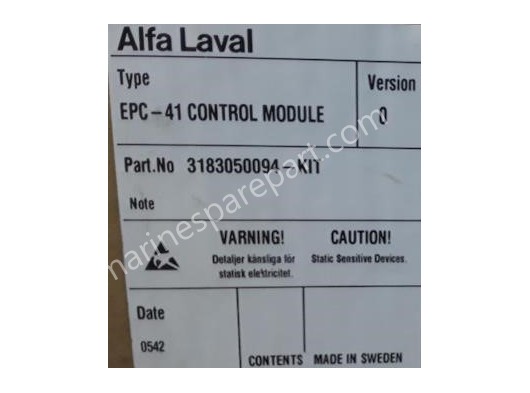 Alfa Laval
Type
Version
EPC-41 CONTROL MODULE
0
Part.No 3183050094-KIT
Note
VARNING!
CAUTION!
Detaljer känsliga för
Static Sensitive Devices.
statisk elektricitet.
Date
0542
CONTENTS
MADE IN SWEDEN
marinesparepart.com